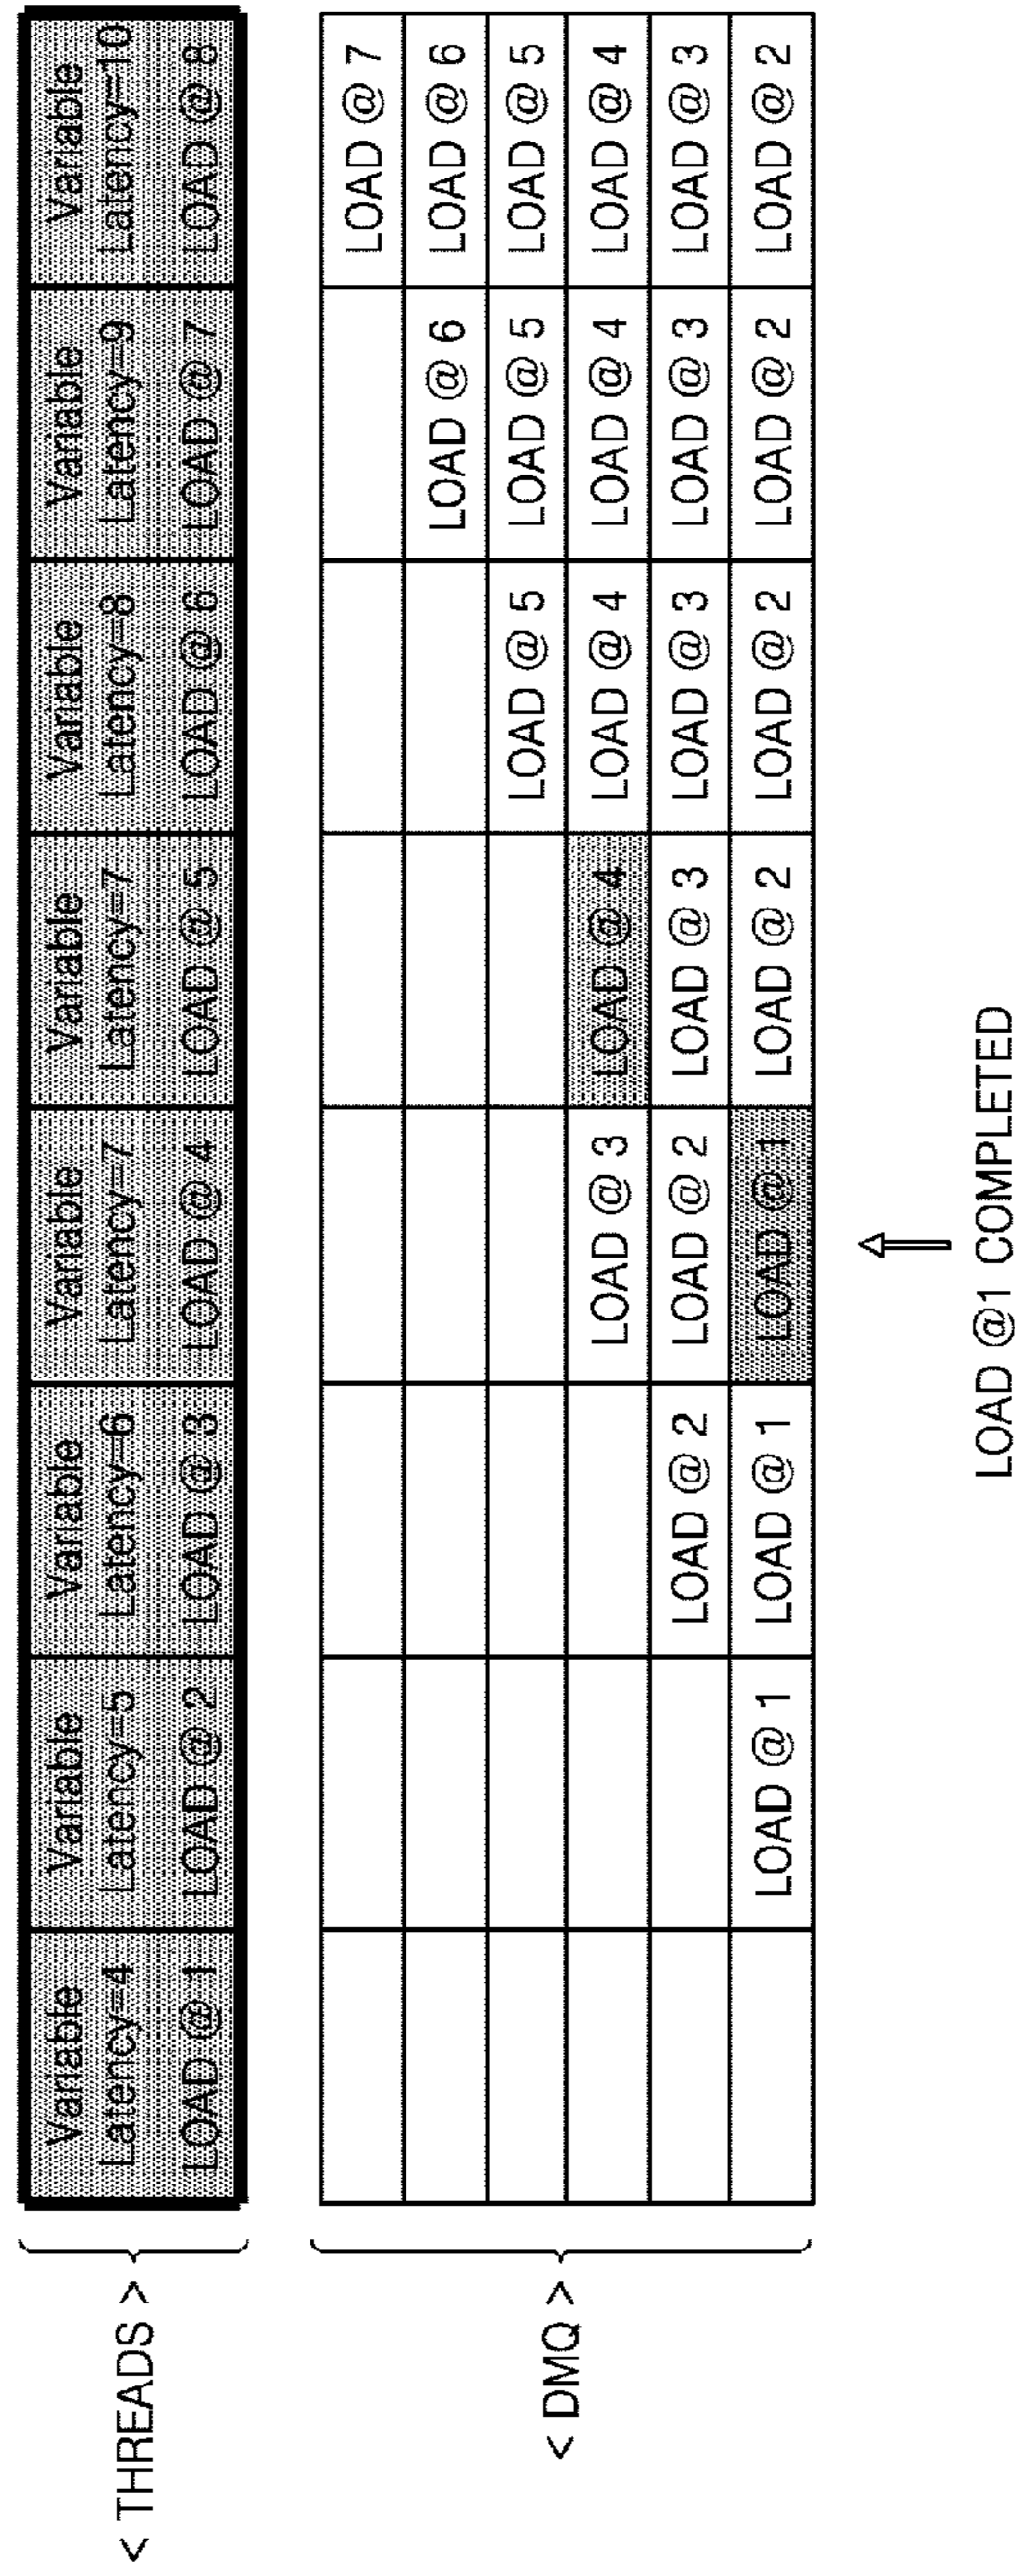 < THREADS >
Variable
Latency=4
LOAD @ 1
Variable
Latency=5
LOAD @ 2
Variable
Latency=6
LOAD @ 3
Variable
Latency=7
LOAD @ 4
Variable
Latency=7
LOAD @ 5
Variable
Latency=8
LOAD @ 6
Variable
Latency=9
LOAD @ 7
Variable
Latency=10
LOAD @ 8
< DMQ >
LOAD @ 7
LOAD @ 6 LOAD @ 6
LOAD @ 5 LOAD @ 5 LOAD @ 5
LOAD @ 3 LOAD @ 4 LOAD @ 4 LOAD @ 4 LOAD @ 4
LOAD @ 2 LOAD @ 2 LOAD @ 3 LOAD @ 3 LOAD @ 3 LOAD @ 3
LOAD @ 1 LOAD @ 1 LOAD @ 1 LOAD @ 2 LOAD @ 2 LOAD @ 2 LOAD @ 2
LOAD @1 COMPLETED